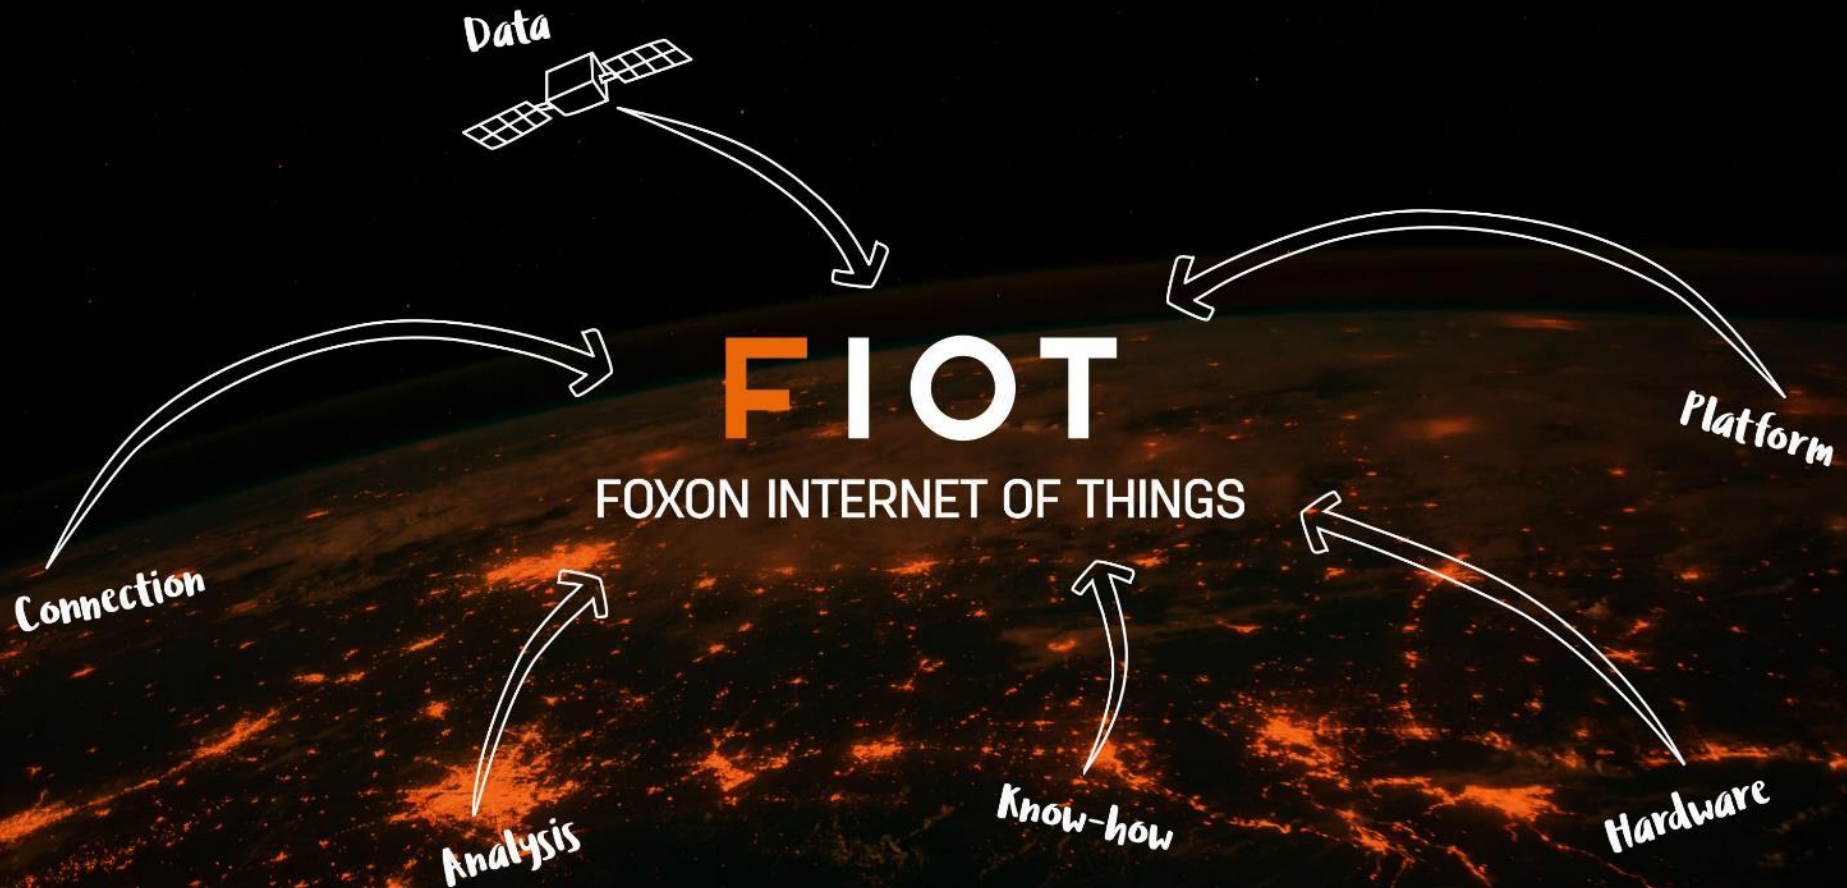 Data
FIOT
FOXON INTERNET OF THINGS
Platform
Connection
Analysis
Know-how
Hardware